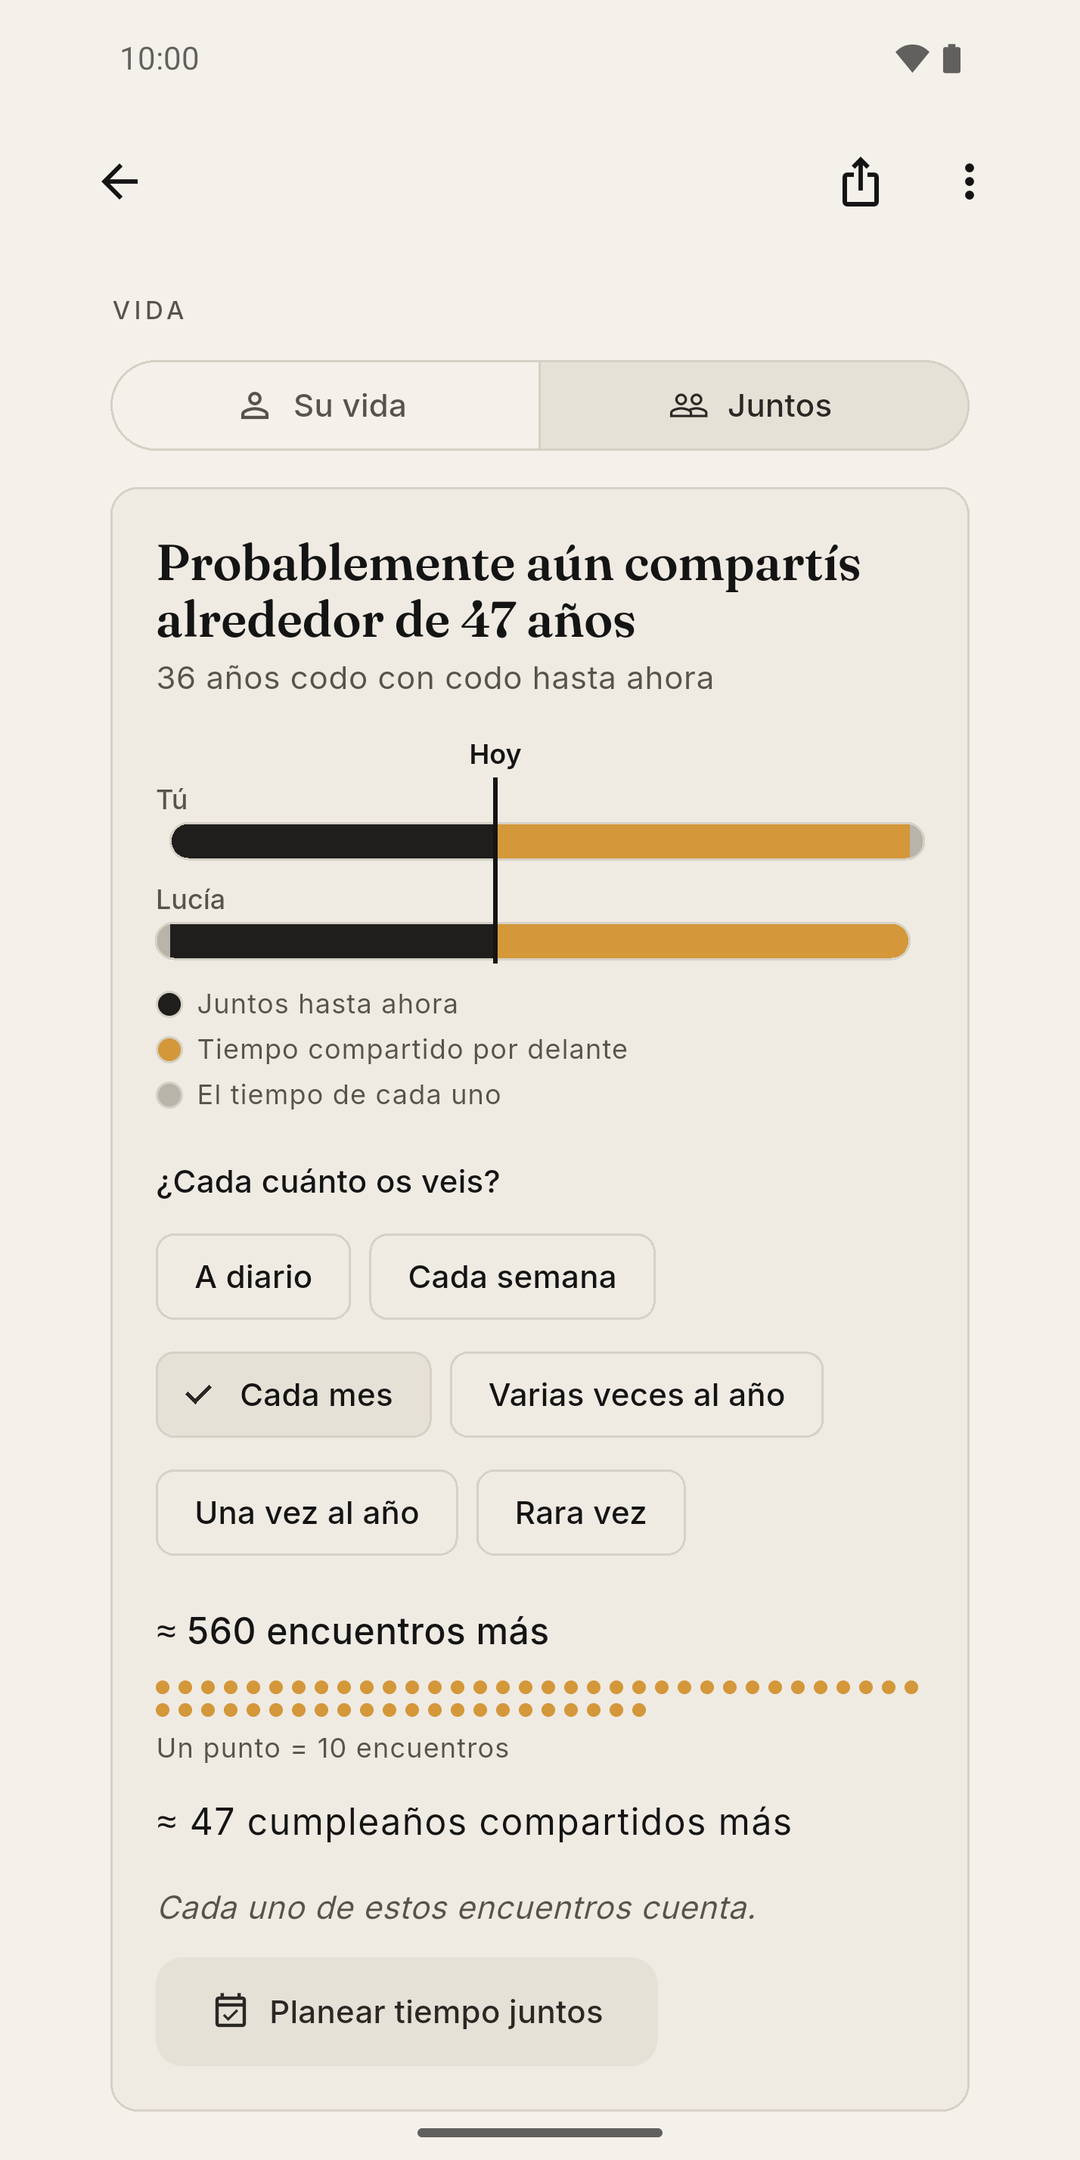 10:00
VIDA
Su vida
Juntos
Probablemente aún compartís
alrededor de 47 años
36 años codo con codo hasta ahora
Hoy
Tú
Lucía
Juntos hasta ahora
Tiempo compartido por delante
El tiempo de cada uno
¿Cada cuánto os veis?
A diario
Cada semana
Cada mes
Varias veces al año
Una vez al año
Rara vez
≈ 560 encuentros más
Un punto = 10 encuentros
≈ 47 cumpleaños compartidos más
Cada uno de estos encuentros cuenta.
Planear tiempo juntos